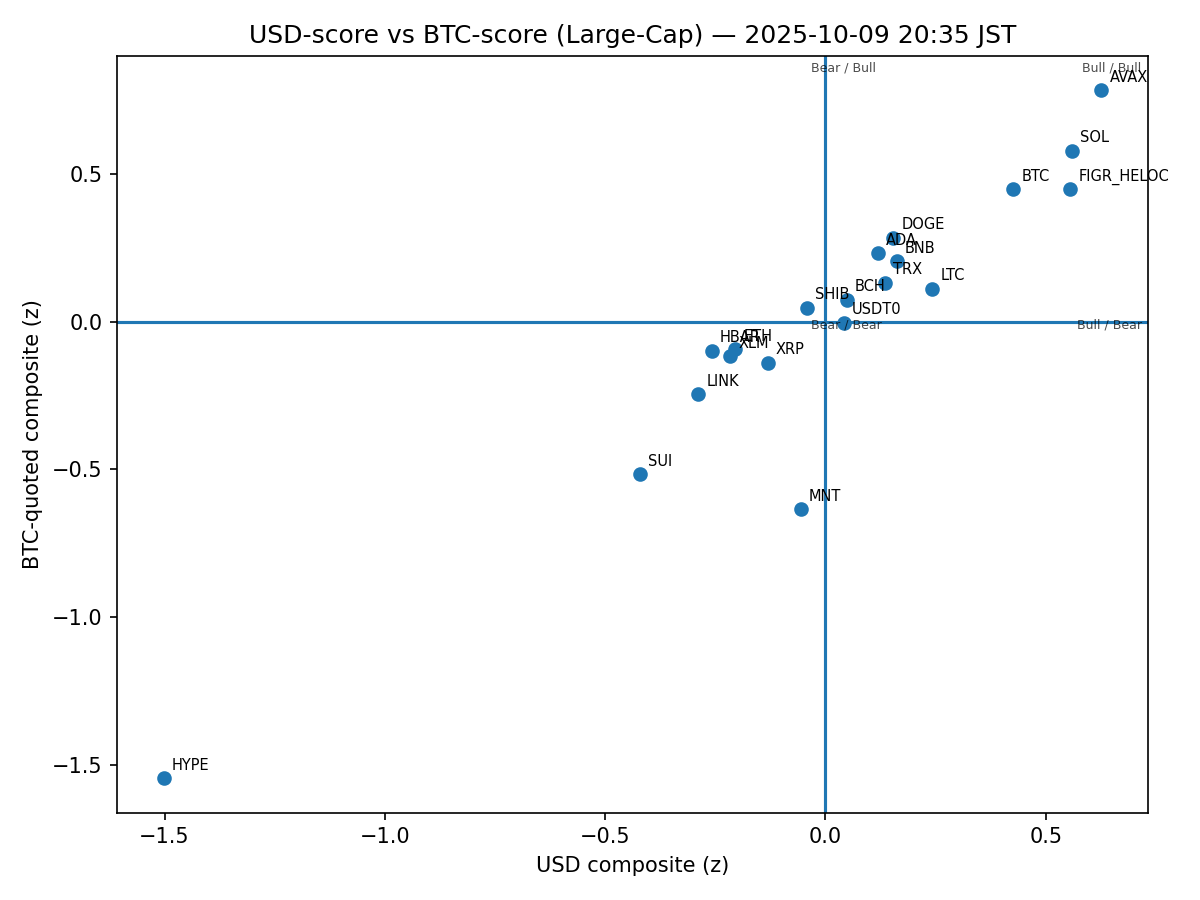 USD-score vs BTC-score (Large-Cap) — 2025-10-09 20:35 JST
Bear / Bull
Bull / Bull
AVAX
SOL
BTC
FIGR_HELOC
DOGE
ADA
BNB
TRX
LTC
BCH
SHIB
USDT0
Bear / Bear
Bull / Bear
HBAR
ETH
XLM
XRP
LINK
SUI
MNT
HYPE
0.5
0.0
−0.5
−1.0
−1.5
BTC-quoted composite (z)
−1.5
−1.0
−0.5
0.0
0.5
USD composite (z)